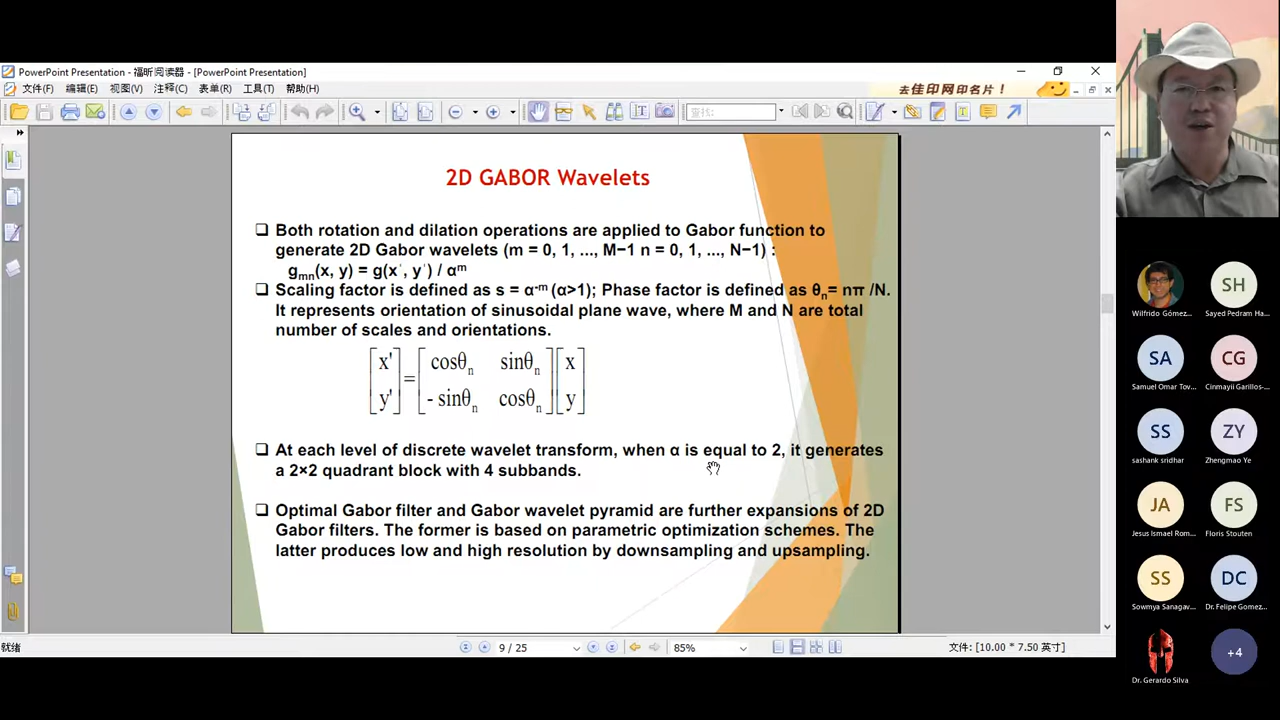 PowerPoint Presentation - 福昕阅读器 - [PowerPoint Presentation]
文件(F) 编辑(E) 视图(V) 注释(C) 表单(R) 工具(T) 帮助(H)
去佳印网印名片！
查找:
2D GABOR Wavelets
❑ Both rotation and dilation operations are applied to Gabor function to
generate 2D Gabor wavelets (m = 0, 1, ..., M−1 n = 0, 1, ..., N−1) :
gmn(x, y) = g(x′, y′) / αᵐ
❑ Scaling factor is defined as s = α⁻ᵐ (α>1); Phase factor is defined as θn= nπ /N.
It represents orientation of sinusoidal plane wave, where M and N are total
number of scales and orientations.
[x'] = [cosθn sinθn] [x]
[y'] [- sinθn cosθn] [y]
❑ At each level of discrete wavelet transform, when α is equal to 2, it generates
a 2×2 quadrant block with 4 subbands.
❑ Optimal Gabor filter and Gabor wavelet pyramid are further expansions of 2D
Gabor filters. The former is based on parametric optimization schemes. The
latter produces low and high resolution by downsampling and upsampling.
就绪
9 / 25
85%
文件: [10.00 * 7.50 英寸]
Wilfrido Gómez...
SH
Sayed Pedram Ha...
SA
Samuel Omar Tov...
CG
Cinmayii Garillos-...
SS
sashank sridhar
ZY
Zhengmao Ye
JA
Jesus Ismael Rom...
FS
Floris Stouten
SS
Sowmya Sanagav...
DC
Dr. Felipe Gomez...
Dr. Gerardo Silva
+4